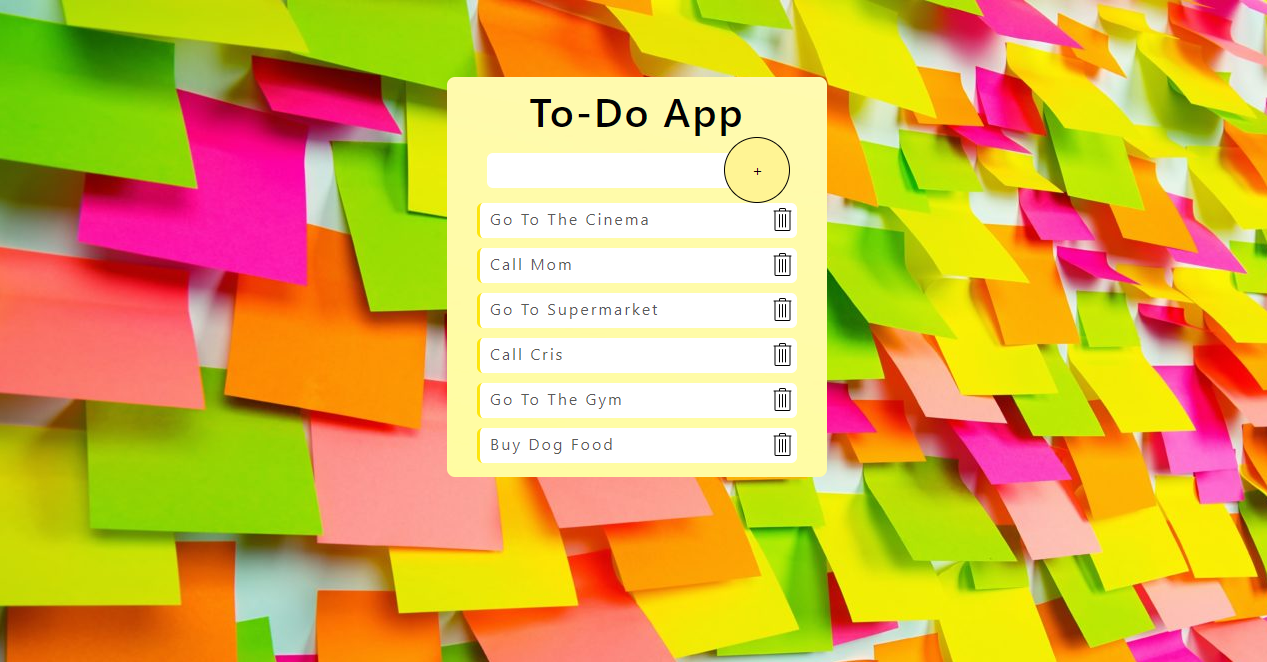 To-Do App
+
Go To The Cinema
Call Mom
Go To Supermarket
Call Cris
Go To The Gym
Buy Dog Food